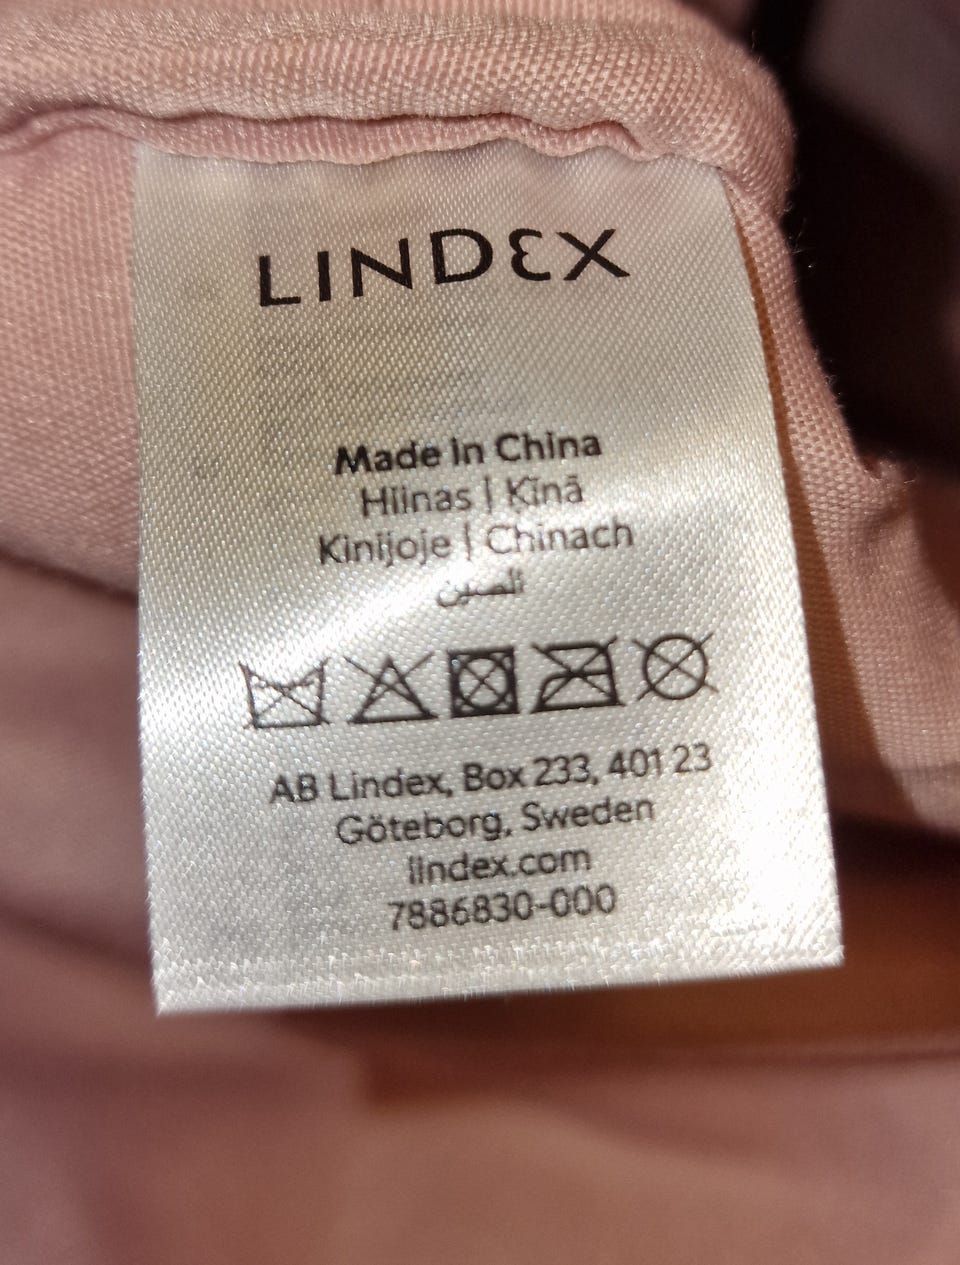 LINDEX
Made in China
Hiinas | Ķīnā
Kinijoje | Chinach
الصين
AB Lindex, Box 233, 401 23
Göteborg, Sweden
lindex.com
7886830-000